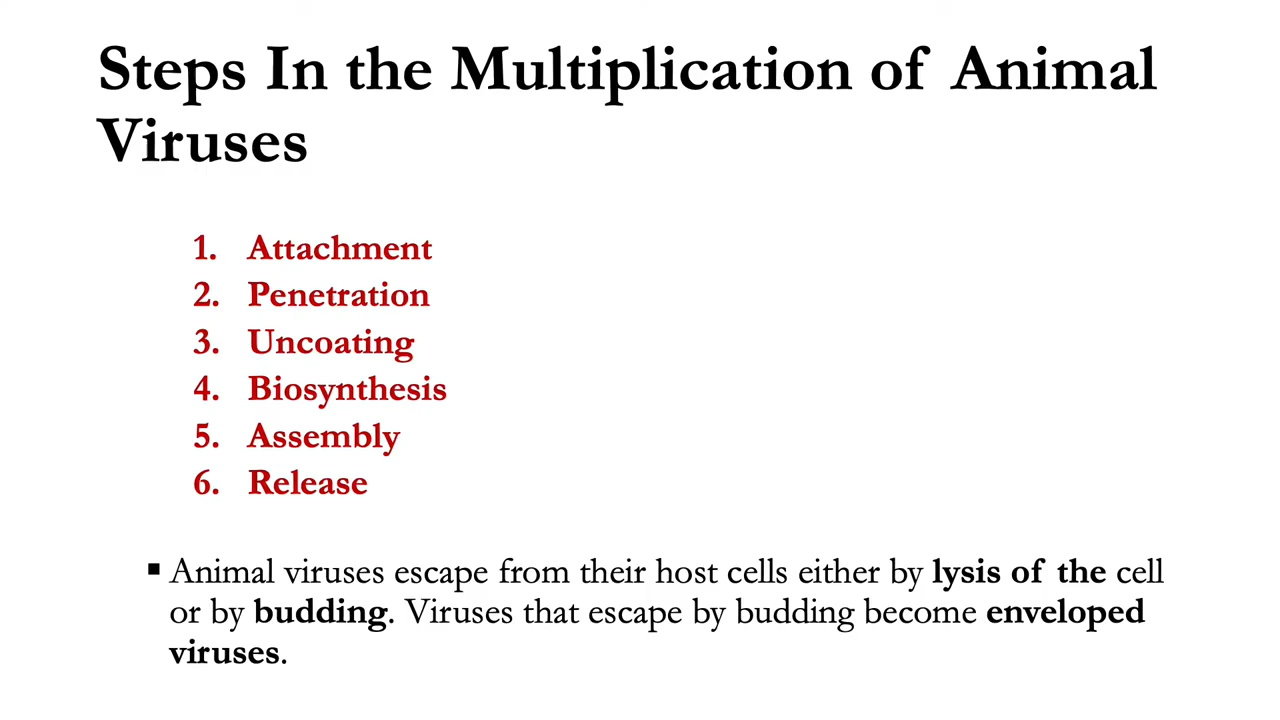 Steps In the Multiplication of Animal
Viruses
1. Attachment
2. Penetration
3. Uncoating
4. Biosynthesis
5. Assembly
6. Release
▪ Animal viruses escape from their host cells either by lysis of the cell
or by budding. Viruses that escape by budding become enveloped
viruses.